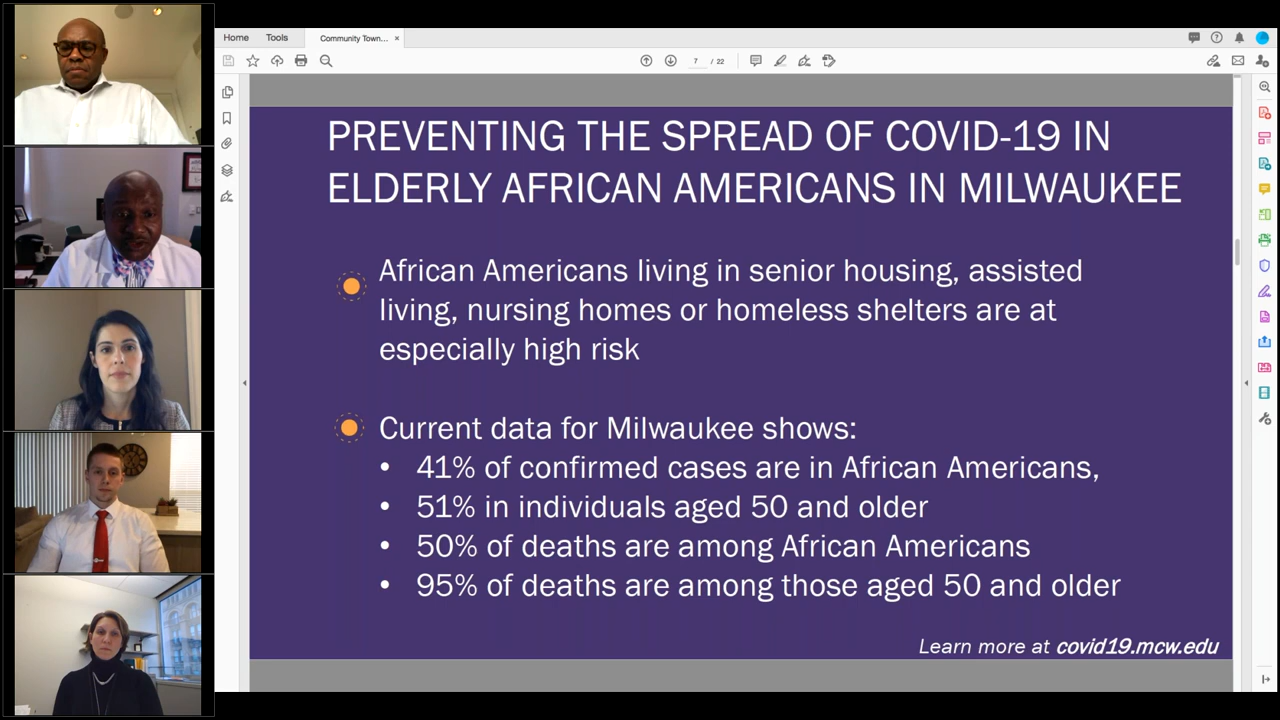 Home Tools Community Town... ×
7 / 22
PREVENTING THE SPREAD OF COVID-19 IN
ELDERLY AFRICAN AMERICANS IN MILWAUKEE
African Americans living in senior housing, assisted
living, nursing homes or homeless shelters are at
especially high risk
Current data for Milwaukee shows:
• 41% of confirmed cases are in African Americans,
• 51% in individuals aged 50 and older
• 50% of deaths are among African Americans
• 95% of deaths are among those aged 50 and older
Learn more at covid19.mcw.edu